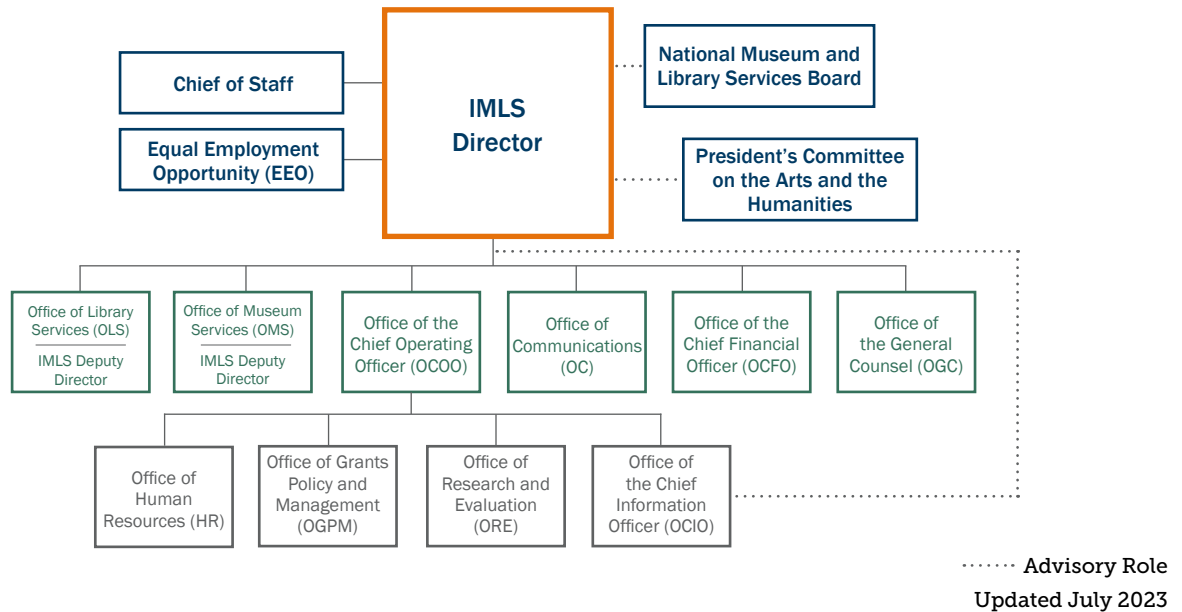 Chief of Staff
Equal Employment
Opportunity (EEO)
IMLS
Director
National Museum and
Library Services Board
President’s Committee
on the Arts and the
Humanities
Office of Library
Services (OLS)
IMLS Deputy
Director
Office of Museum
Services (OMS)
IMLS Deputy
Director
Office of the
Chief Operating
Officer (OCOO)
Office of
Communications
(OC)
Office of the
Chief Financial
Officer (OCFO)
Office of
the General
Counsel (OGC)
Office of
Human
Resources (HR)
Office of Grants
Policy and
Management
(OGPM)
Office of
Research and
Evaluation
(ORE)
Office of
the Chief
Information
Officer (OCIO)
Advisory Role
Updated July 2023